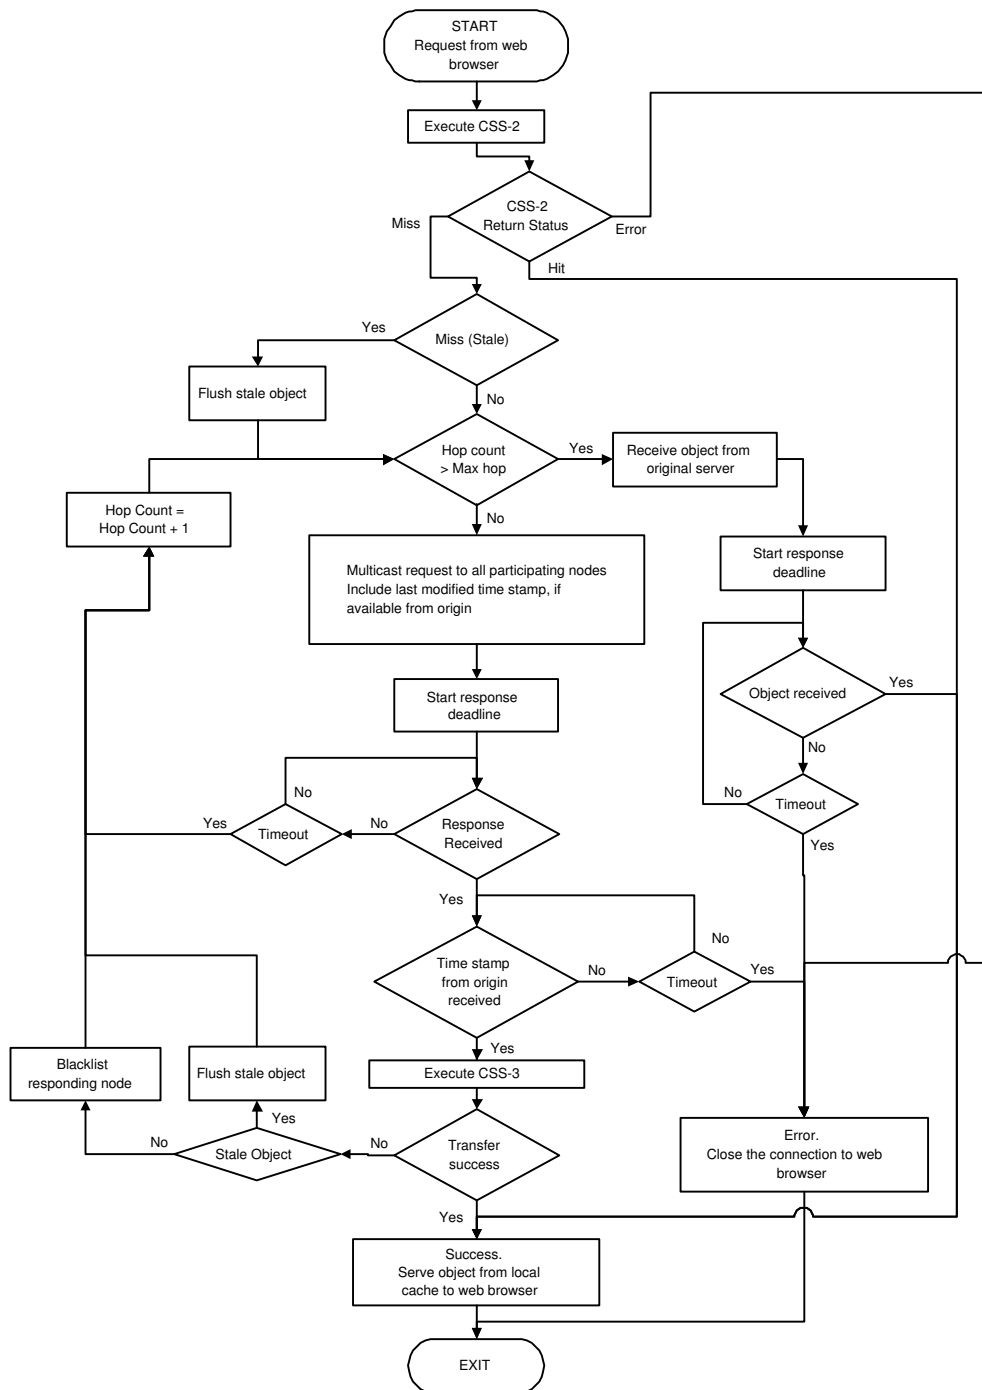 START
Request from web
browser
Execute CSS-2
CSS-2
Return Status
Miss
Error
Hit
Yes
Miss (Stale)
Flush stale object
No
Hop count
> Max hop
Yes
Receive object from
original server
Hop Count =
Hop Count + 1
No
Start response
deadline
Multicast request to all participating nodes
Include last modified time stamp, if
available from origin
Object received
Yes
Start response
deadline
No
No
Timeout
Yes
No
Yes
Timeout
No
Response
Received
Yes
No
Time stamp
from origin
received
No
Timeout
Yes
Yes
Blacklist
responding node
Flush stale object
Execute CSS-3
Yes
No
Stale Object
No
Transfer
success
Error.
Close the connection to web
browser
Yes
Success.
Serve object from local
cache to web browser
EXIT